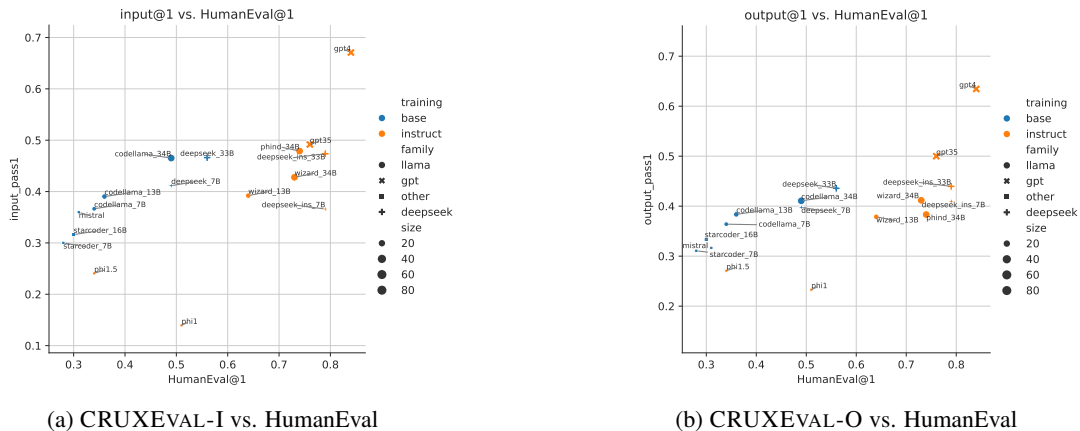 input@1 vs. HumanEval@1
0.7
0.6
0.5
0.4
0.3
0.2
0.1
input_pass1
gpt4
gpt35
phind_34B
deepseek_ins_33B
wizard_34B
wizard_13B
deepseek_ins_7B
codellama_34B
deepseek_33B
deepseek_7B
codellama_13B
codellama_7B
mistral
starcoder_16B
starcoder_7B
phi1.5
phi1
0.3 0.4 0.5 0.6 0.7 0.8
HumanEval@1
training
base
instruct
family
llama
gpt
other
deepseek
size
20
40
60
80
(a) CRUXEVAL-I vs. HumanEval
output@1 vs. HumanEval@1
0.7
0.6
0.5
0.4
0.3
0.2
output_pass1
gpt4
gpt35
deepseek_33B
deepseek_ins_33B
codellama_34B
wizard_34B
deepseek_ins_7B
codellama_13B
deepseek_7B
wizard_13B
phind_34B
codellama_7B
starcoder_16B
mistral
starcoder_7B
phi1.5
phi1
0.3 0.4 0.5 0.6 0.7 0.8
HumanEval@1
training
base
instruct
family
llama
gpt
other
deepseek
size
20
40
60
80
(b) CRUXEVAL-O vs. HumanEval